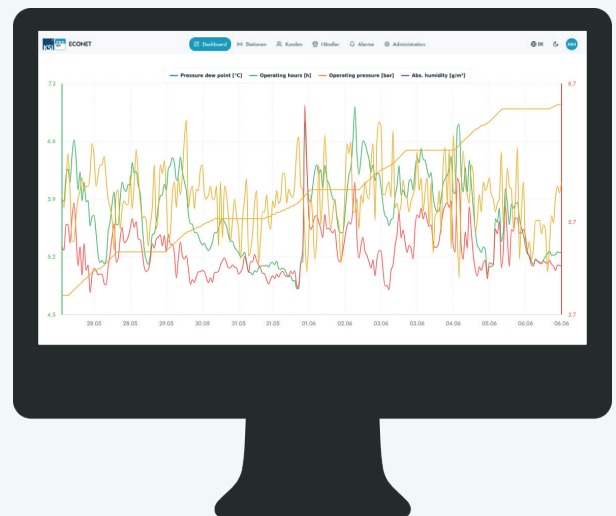 KSI ECONET Dashboard Stationen Kunden Händler Alarme Administration DE
Pressure dew point [°C] Operating hours [h] Operating pressure [bar] Abs. humidity [g/m³]
7.3 8.7
6.6
5.9 5.7
5.2
4.5 3.7
28.05 28.05 29.05 30.05 31.05 31.05 01.06 02.06 03.06 03.06 04.06 05.06 06.06 06.06